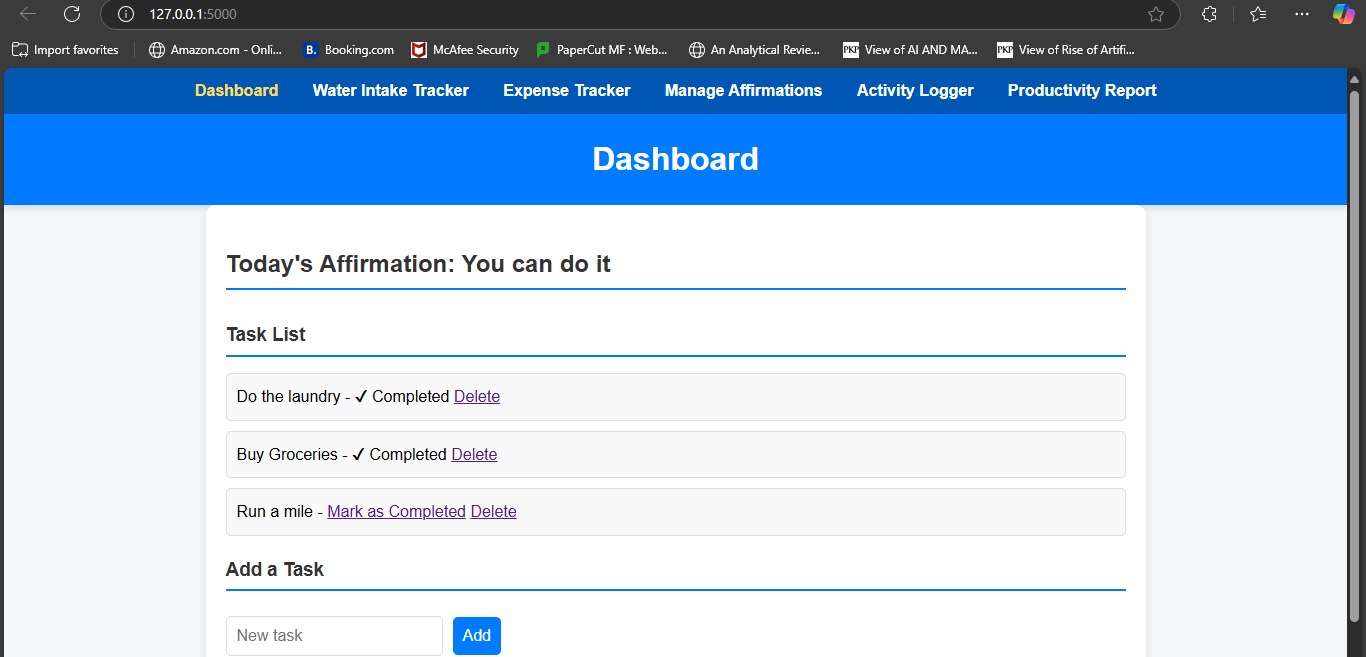 127.0.0.1:5000
Import favorites Amazon.com - Onli... B. Booking.com McAfee Security PaperCut MF : Web... An Analytical Revie... PKP View of AI AND MA... PKP View of Rise of Artifi...
Dashboard Water Intake Tracker Expense Tracker Manage Affirmations Activity Logger Productivity Report
Dashboard
Today's Affirmation: You can do it
Task List
Do the laundry - ✓ Completed Delete
Buy Groceries - ✓ Completed Delete
Run a mile - Mark as Completed Delete
Add a Task
New task Add